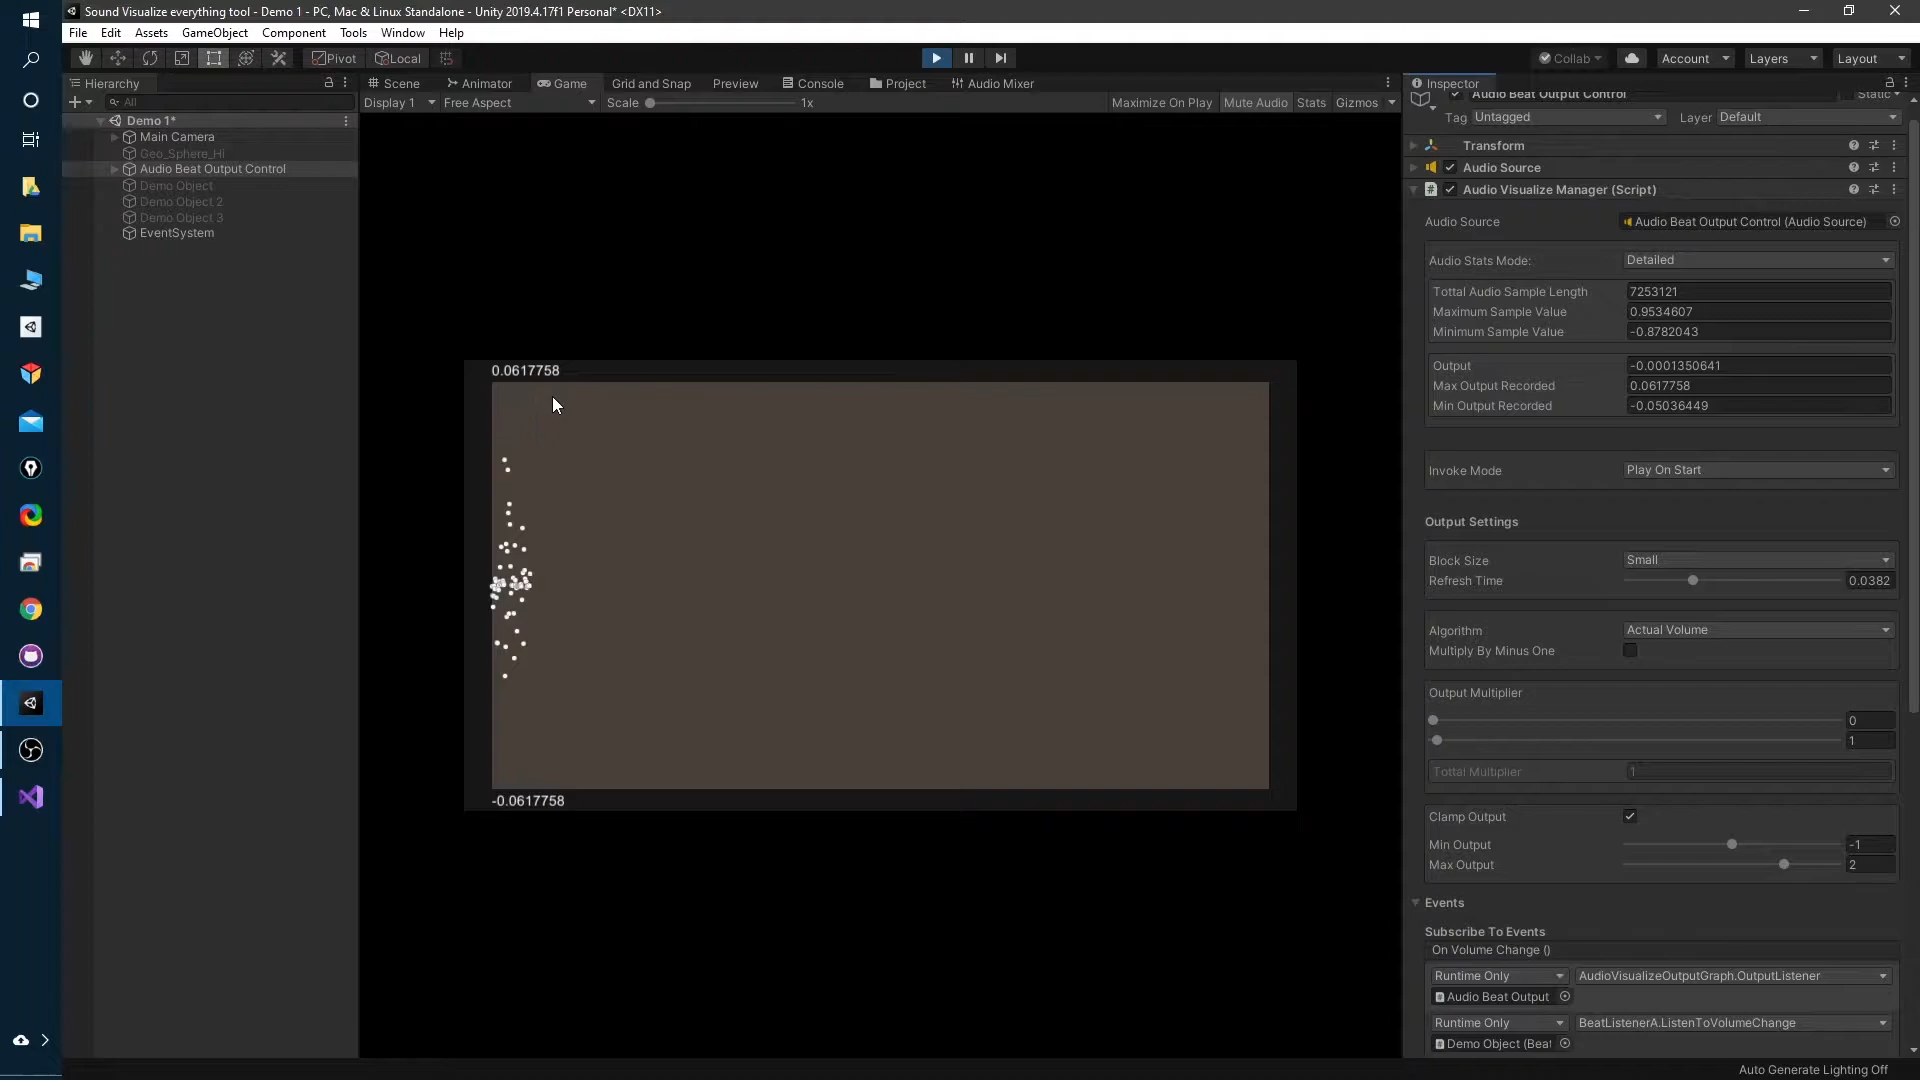 Sound Visualize everything tool - Demo 1 - PC, Mac & Linux Standalone - Unity 2019.4.17f1 Personal* <DX11>
File Edit Assets GameObject Component Tools Window Help
Pivot Local Collab Account Layers Layout
Hierarchy
All
Demo 1*
Main Camera
Geo_Sphere_Hi
Audio Beat Output Control
Demo Object
Demo Object 2
Demo Object 3
EventSystem
Scene Animator Game Grid and Snap Preview Console Project Audio Mixer
Display 1 Free Aspect Scale 1x Maximize On Play Mute Audio Stats Gizmos
0.0617758
-0.0617758
Inspector
Audio Beat Output Control Static
Tag Untagged Layer Default
Transform
Audio Source
Audio Visualize Manager (Script)
Audio Source Audio Beat Output Control (Audio Source)
Audio Stats Mode: Detailed
Tottal Audio Sample Length 7253121
Maximum Sample Value 0.9534607
Minimum Sample Value -0.8782043
Output -0.0001350641
Max Output Recorded 0.0617758
Min Output Recorded -0.05036449
Invoke Mode Play On Start
Output Settings
Block Size Small
Refresh Time 0.0382
Algorithm Actual Volume
Multiply By Minus One
Output Multiplier
0
1
Tottal Multiplier 1
Clamp Output
Min Output -1
Max Output 2
Events
Subscribe To Events
On Volume Change ()
Runtime Only AudioVisualizeOutputGraph.OutputListener
Audio Beat Output
Runtime Only BeatListenerA.ListenToVolumeChange
Demo Object (Beat
Auto Generate Lighting Off